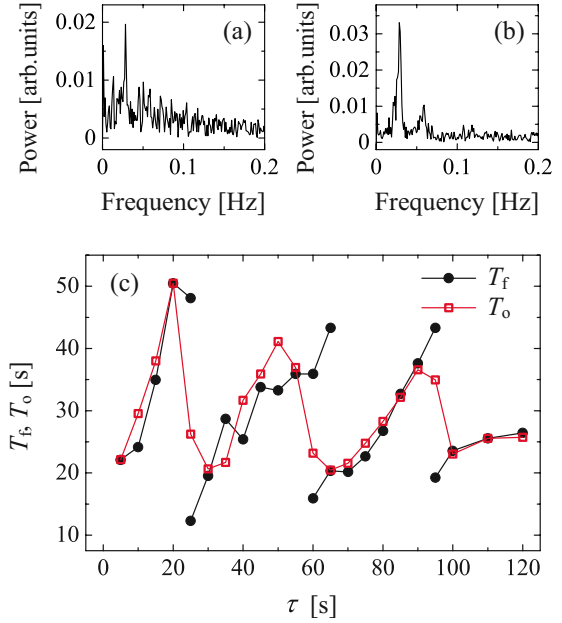 (a)
Power [arb.units]
0.02
0.01
0
0 0.1 0.2
Frequency [Hz]
(b)
Power [arb.units]
0.03
0.02
0.01
0
0 0.1 0.2
Frequency [Hz]
(c)
T_f
T_o
T_f, T_o [s]
50
40
30
20
10
0 20 40 60 80 100 120
τ [s]